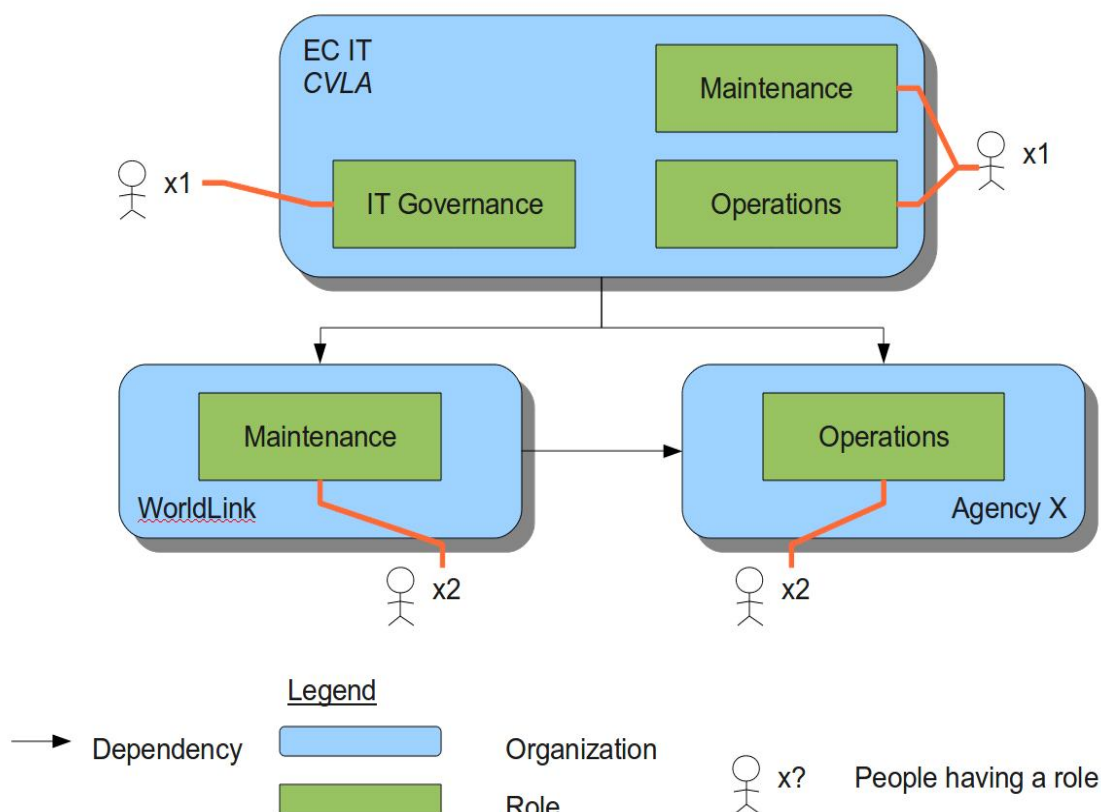 EC IT
CVLA
Maintenance
x1
x1
IT Governance
Operations
Maintenance
Operations
WorldLink
Agency X
x2
x2
Legend
Dependency
Organization
x?
People having a role
Role